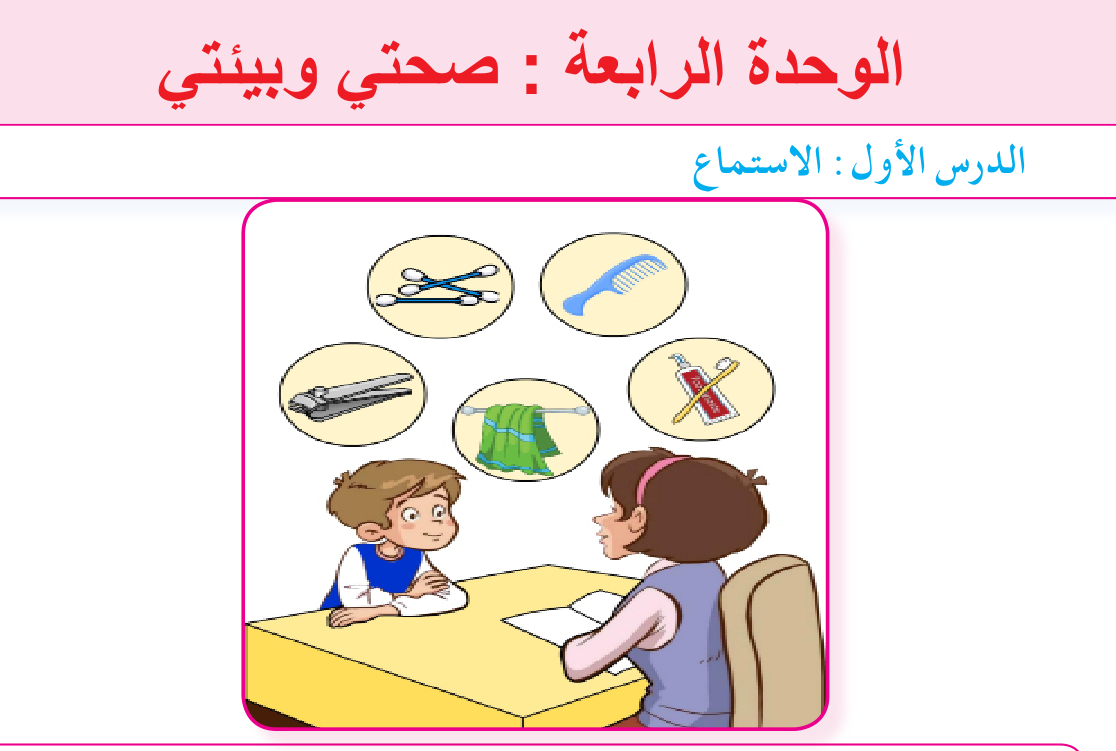 الوحدة الرابعة : صحتي وبيئتي
الدرس الأول : الاستماع